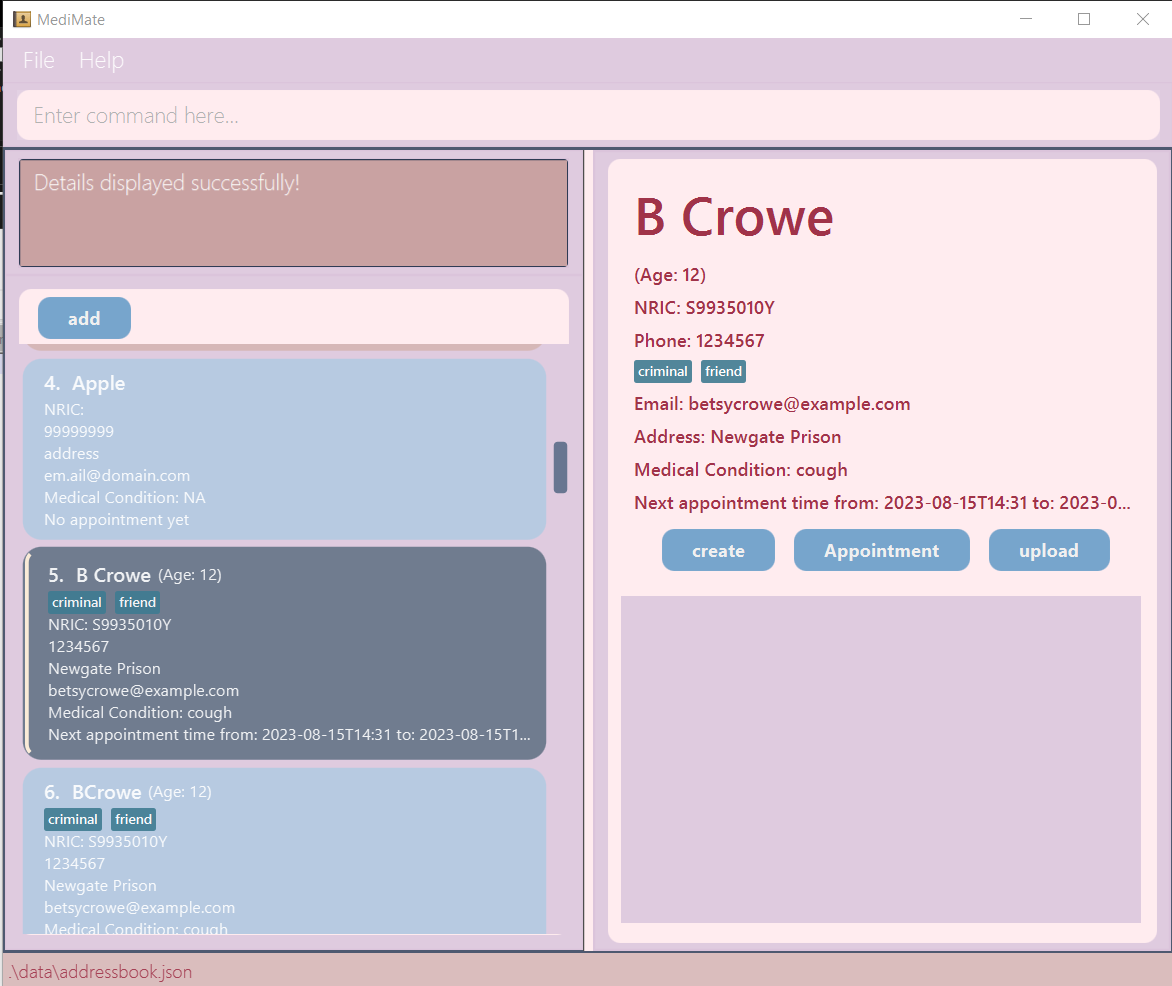 MediMate
File Help
Enter command here...
Details displayed successfully!
add
4. Apple
NRIC:
99999999
address
em.ail@domain.com
Medical Condition: NA
No appointment yet
5. B Crowe (Age: 12)
criminal friend
NRIC: S9935010Y
1234567
Newgate Prison
betsycrowe@example.com
Medical Condition: cough
Next appointment time from: 2023-08-15T14:31 to: 2023-08-15T1...
6. BCrowe (Age: 12)
criminal friend
NRIC: S9935010Y
1234567
Newgate Prison
betsycrowe@example.com
Medical Condition: cough
B Crowe
(Age: 12)
NRIC: S9935010Y
Phone: 1234567
criminal friend
Email: betsycrowe@example.com
Address: Newgate Prison
Medical Condition: cough
Next appointment time from: 2023-08-15T14:31 to: 2023-0...
create Appointment upload
.\data\addressbook.json